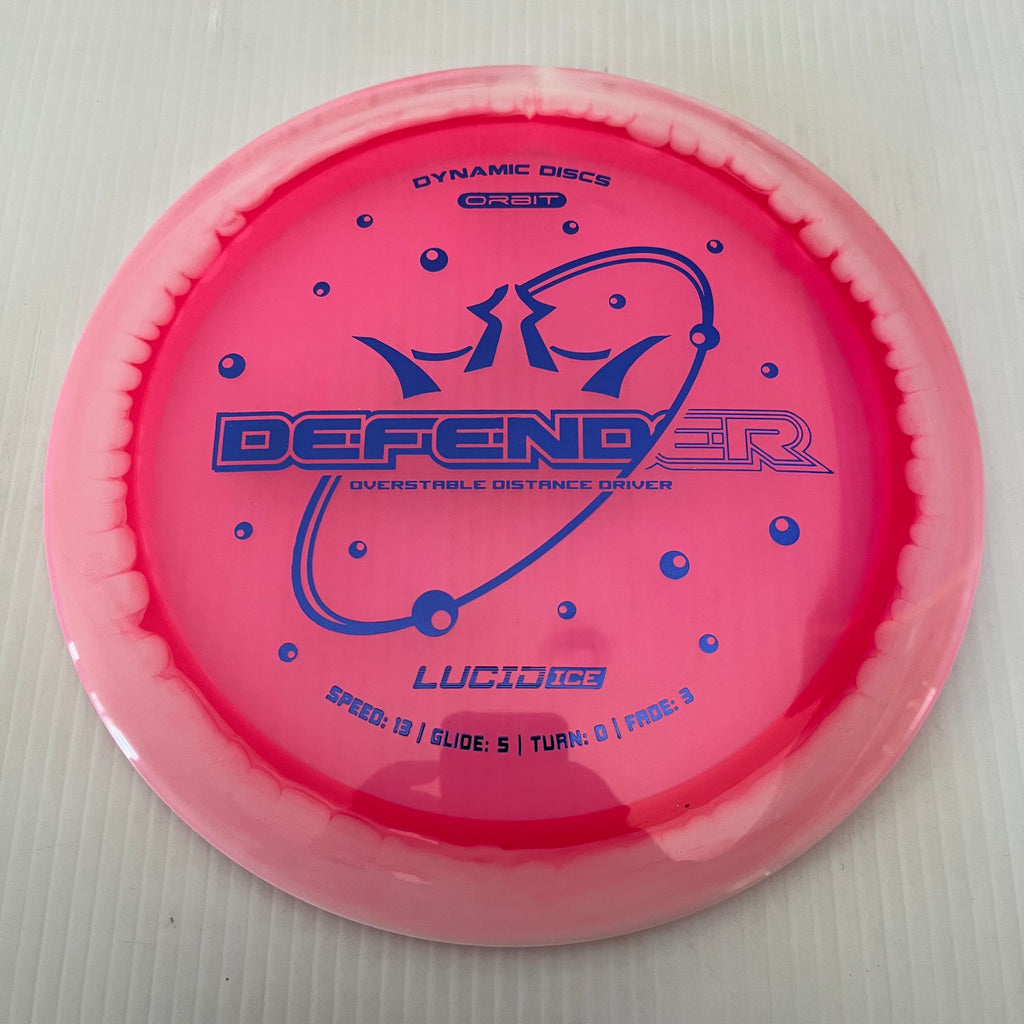 DYNAMIC DISCS
ORBIT
DEFENDER
OVERSTABLE DISTANCE DRIVER
LUCID ICE
SPEED: 13 | GLIDE: 5 | TURN: 0 | FADE: 3